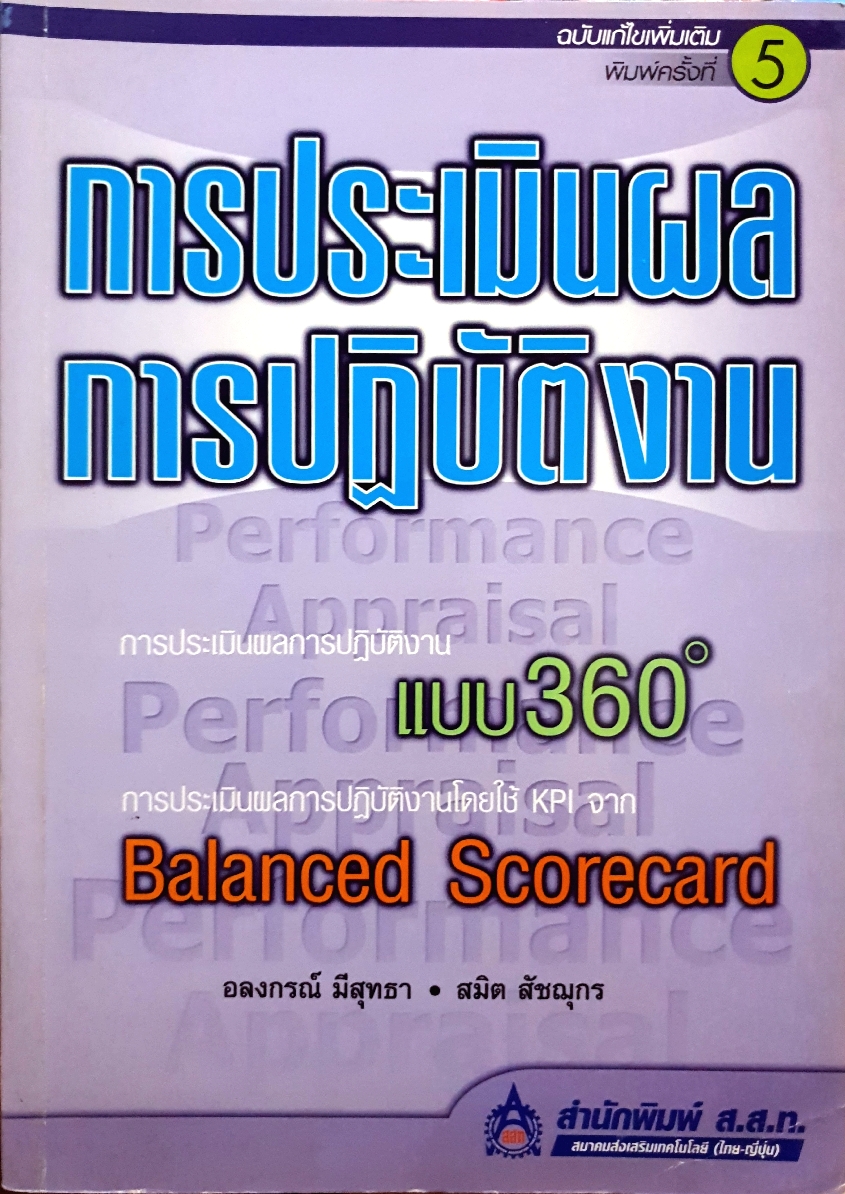 ฉบับแก้ไขเพิ่มเติม
พิมพ์ครั้งที่ 5
การประเมินผล
การปฏิบัติงาน
Performance
Appraisal
การประเมินผลการปฏิบัติงาน
แบบ 360°
Performance
Appraisal
การประเมินผลการปฏิบัติงานโดยใช้ KPI จาก
Balanced Scorecard
Performance
อลงกรณ์ มีสุทธา • สมิต สัชฌุกร
Appraisal
สสท
สำนักพิมพ์ ส.ส.ท.
สมาคมส่งเสริมเทคโนโลยี (ไทย-ญี่ปุ่น)